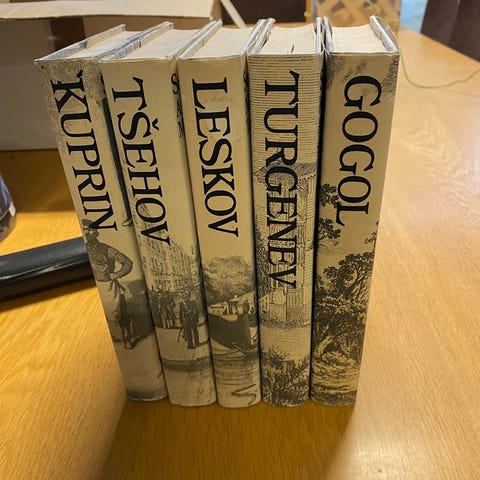 KUPRIN
TŠEHOV
LESKOV
TURGENEV
GOGOL